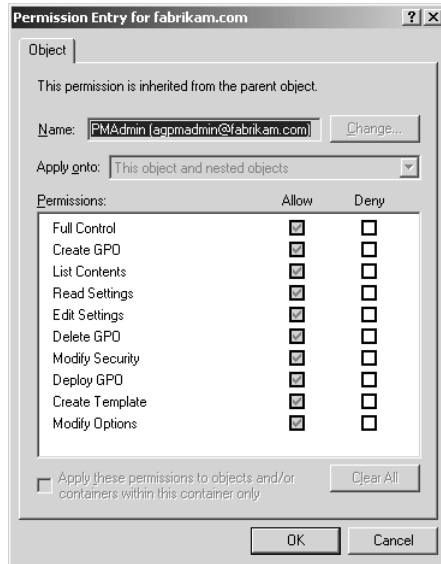 Permission Entry for fabrikam.com
Object
This permission is inherited from the parent object.
Name: PMAdmin (agpmadmin@fabrikam.com) Change...
Apply onto: This object and nested objects
Permissions: Allow Deny
Full Control
Create GPO
List Contents
Read Settings
Edit Settings
Delete GPO
Modify Security
Deploy GPO
Create Template
Modify Options
Apply these permissions to objects and/or Clear All
containers within this container only
OK Cancel